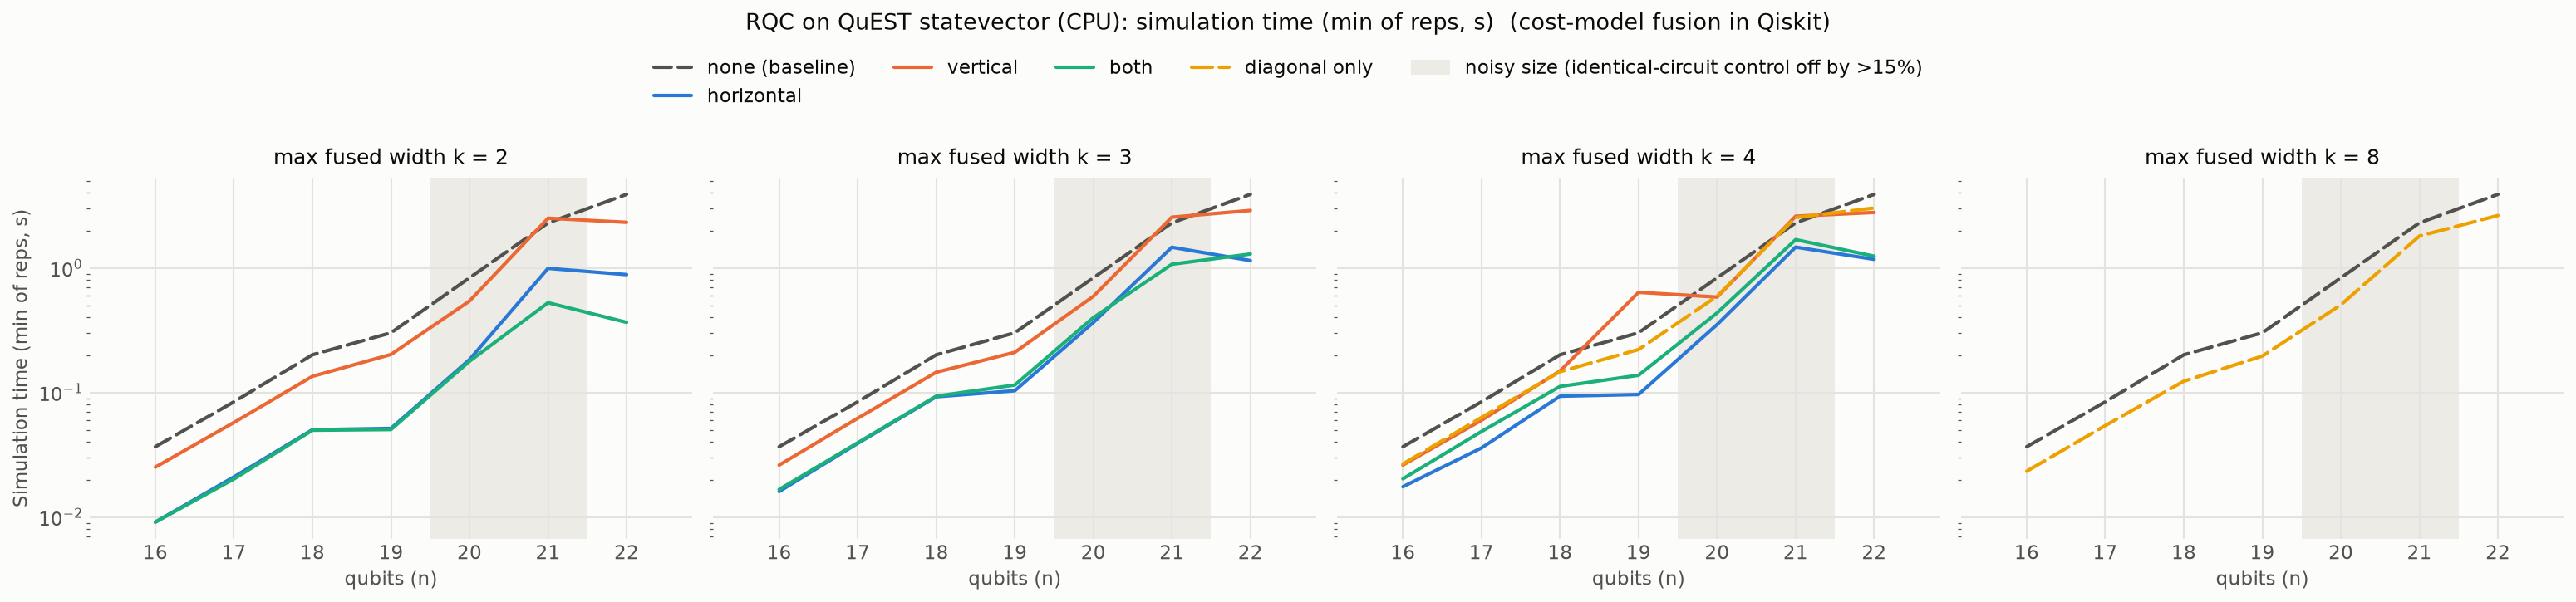 RQC on QuEST statevector (CPU): simulation time (min of reps, s)  (cost-model fusion in Qiskit)
none (baseline) vertical both diagonal only noisy size (identical-circuit control off by >15%)
horizontal
max fused width k = 2
max fused width k = 3
max fused width k = 4
max fused width k = 8
Simulation time (min of reps, s)
10⁰
10⁻¹
10⁻²
16 17 18 19 20 21 22
16 17 18 19 20 21 22
16 17 18 19 20 21 22
16 17 18 19 20 21 22
qubits (n)
qubits (n)
qubits (n)
qubits (n)